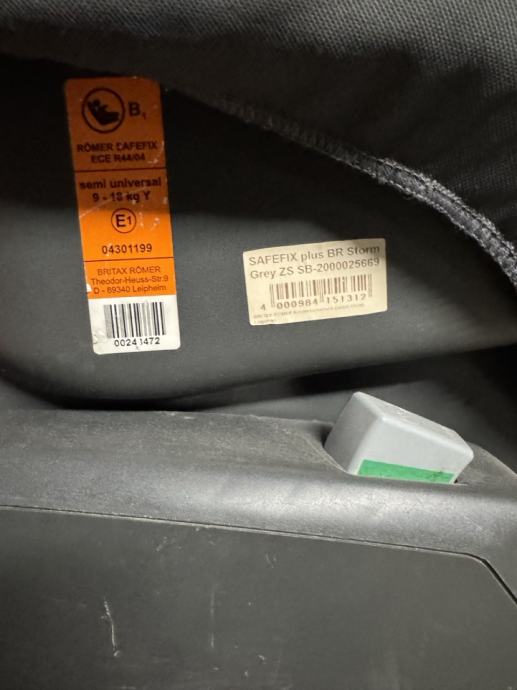 B1
RÖMER SAFEFIX
ECE R44/04
semi universal
9 - 18 kg Y
E1
04301199
BRITAX RÖMER
Theodor-Heuss-Str.9
D - 89340 Leipheim
SAFEFIX plus BR Storm
Grey ZS SB-2000025669
4 000984 151312